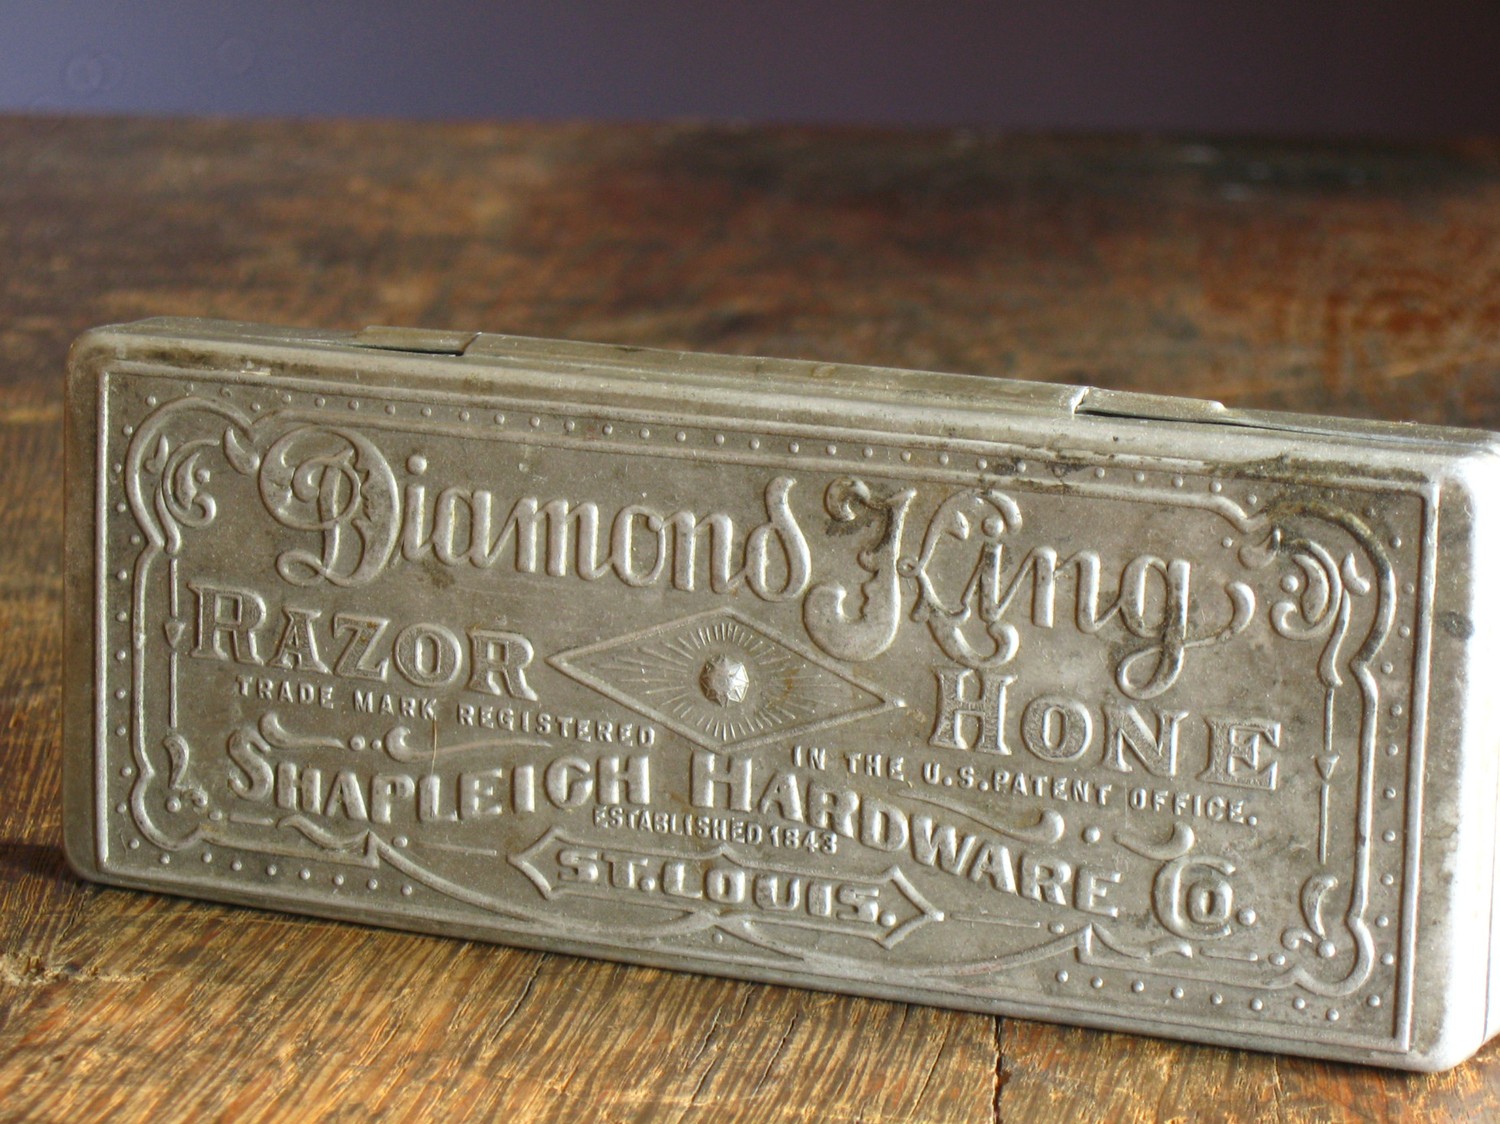 Diamond King
RAZOR HONE
TRADE MARK REGISTERED IN THE U.S. PATENT OFFICE.
SHAPLEIGH HARDWARE CO.
ESTABLISHED 1843
ST. LOUIS.